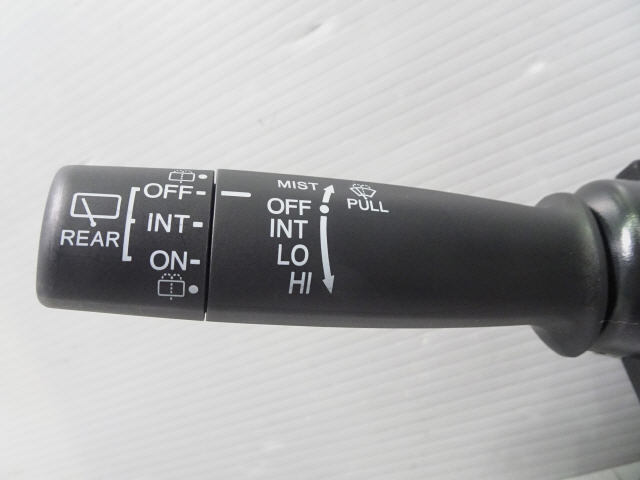 REAR
OFF
INT
ON
MIST
OFF
INT
LO
HI
PULL